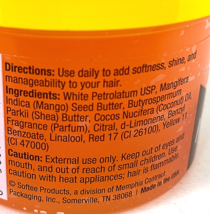 Directions: Use daily to add softness, shine, and
manageability to your hair.
Ingredients: White Petrolatum USP, Mangifera
Indica (Mango) Seed Butter, Butyrospermum
Parkii (Shea) Butter, Cocos Nucifera (Coconut) Oil,
Fragrance (Parfum), Citral, d-Limonene, Benzyl
Benzoate, Linalool, Red 17 (CI 26100), Yellow 11
(CI 47000)
Caution: External use only. Keep out of eyes and
mouth, and out of reach of small children. Use
caution with heat appliances; hair is flammable.
© Softee Products, a division of Memphis Contract
Packaging, Inc., Somerville, TN 38068 Made in the USA